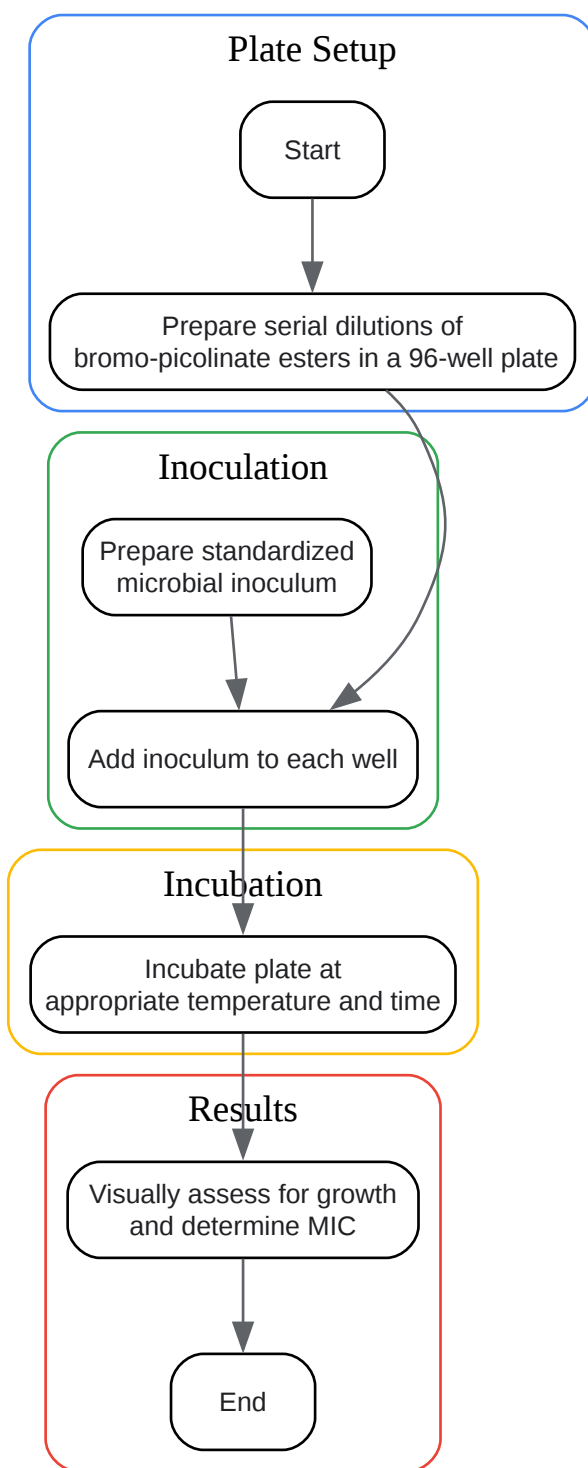 Plate Setup
Start
Prepare serial dilutions of
bromo-picolinate esters in a 96-well plate
Inoculation
Prepare standardized
microbial inoculum
Add inoculum to each well
Incubation
Incubate plate at
appropriate temperature and time
Results
Visually assess for growth
and determine MIC
End